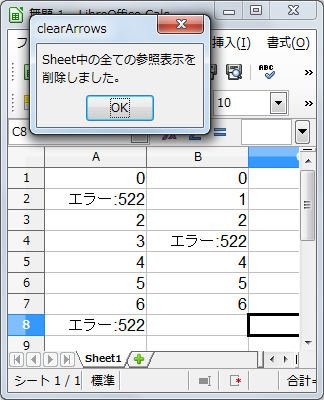 無題 1 - LibreOffice Calc
clearArrows
Sheet中の全ての参照表示を
削除しました。
OK
挿入(I) 書式(O)
ABC
10
C8
A B
1 0 0
2 エラー:522 1
3 2 2
4 3 エラー:522
5 4 4
6 5 5
7 6 6
8 エラー:522
9
Sheet1
シート 1 / 1 標準 合計=